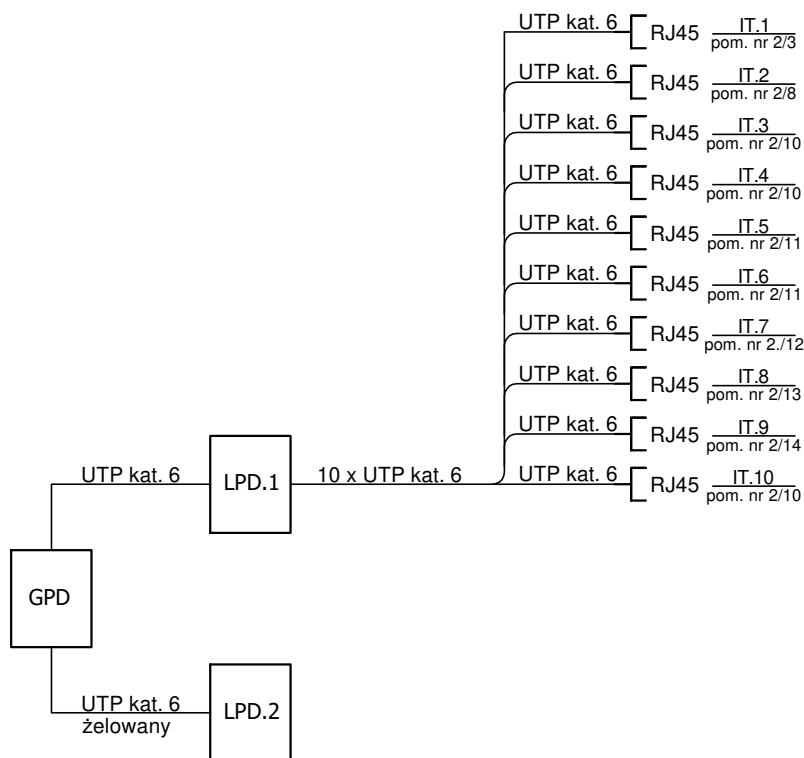 UTP kat. 6 RJ45 IT.1
pom. nr 2/3
UTP kat. 6 RJ45 IT.2
pom. nr 2/8
UTP kat. 6 RJ45 IT.3
pom. nr 2/10
UTP kat. 6 RJ45 IT.4
pom. nr 2/10
UTP kat. 6 RJ45 IT.5
pom. nr 2/11
UTP kat. 6 RJ45 IT.6
pom. nr 2/11
UTP kat. 6 RJ45 IT.7
pom. nr 2./12
UTP kat. 6 RJ45 IT.8
pom. nr 2/13
UTP kat. 6 RJ45 IT.9
pom. nr 2/14
UTP kat. 6 LPD.1 10 x UTP kat. 6 UTP kat. 6 RJ45 IT.10
pom. nr 2/10
GPD
UTP kat. 6 LPD.2
żelowany